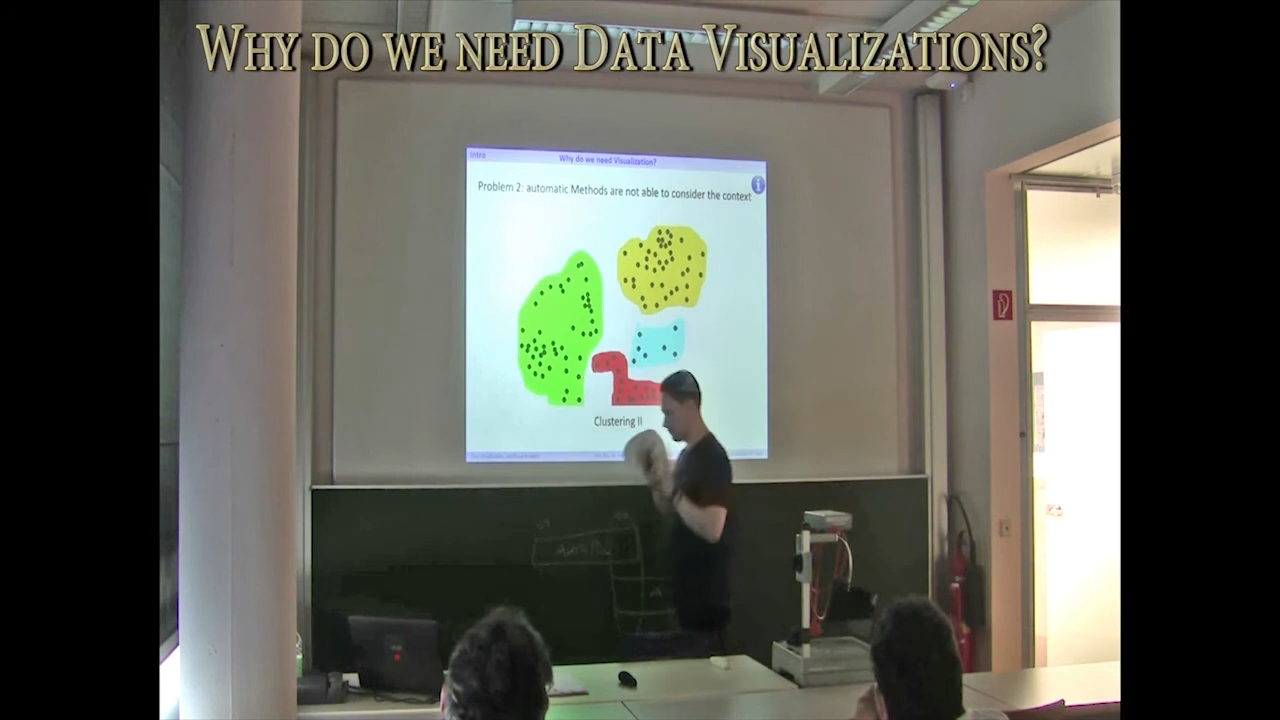 WHY DO WE NEED DATA VISUALIZATIONS?
Intro
Why do we need Visualization?
Problem 2: automatic Methods are not able to consider the context
Clustering II